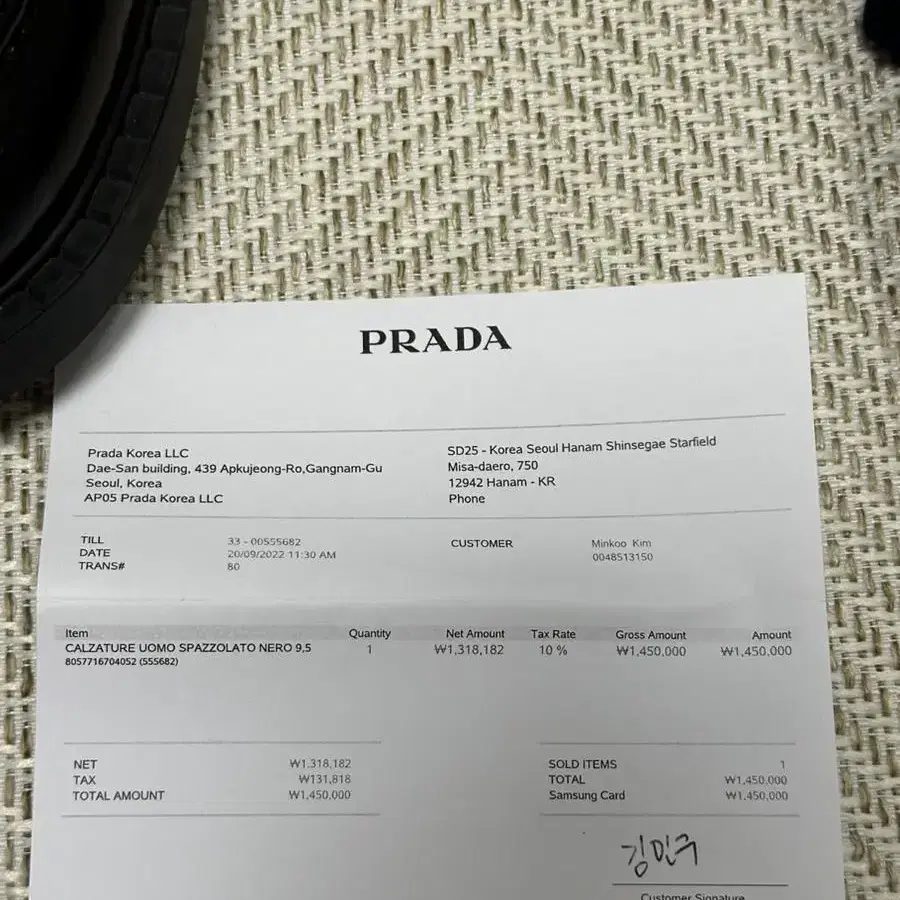 PRADA
Prada Korea LLC
Dae-San building, 439 Apkujeong-Ro,Gangnam-Gu
Seoul, Korea
AP05 Prada Korea LLC
SD25 - Korea Seoul Hanam Shinsegae Starfield
Misa-daero, 750
12942 Hanam - KR
Phone
TILL 33 - 00555682
DATE 20/09/2022 11:30 AM
TRANS# 80
CUSTOMER Minkoo Kim
0048513150
Item Quantity Net Amount Tax Rate Gross Amount Amount
CALZATURE UOMO SPAZZOLATO NERO 9,5 1 ₩1,318,182 10 % ₩1,450,000 ₩1,450,000
8057716704052 (555682)
NET ₩1,318,182
TAX ₩131,818
TOTAL AMOUNT ₩1,450,000
SOLD ITEMS 1
TOTAL ₩1,450,000
Samsung Card ₩1,450,000
김민구
Customer Signature